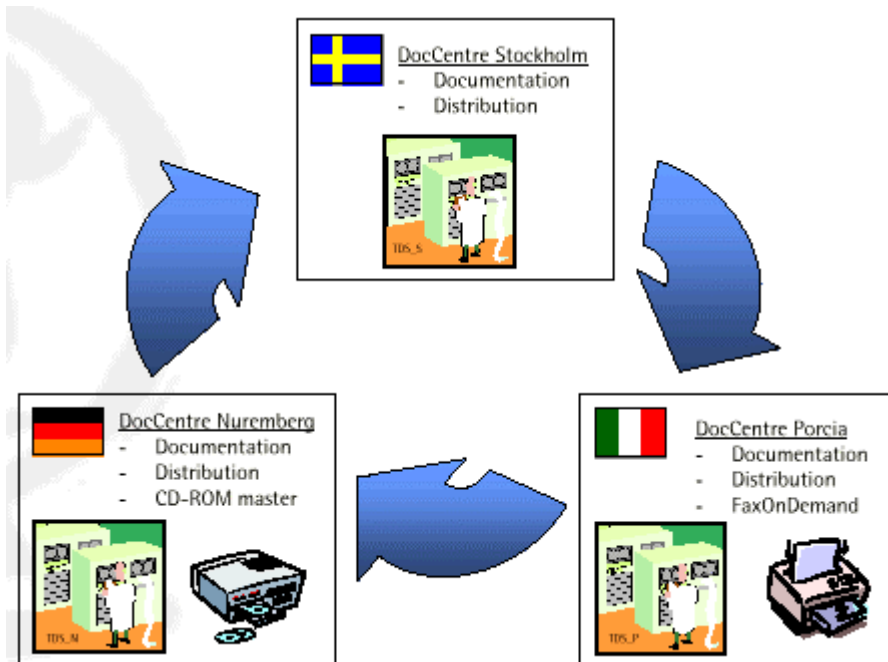 DocCentre Stockholm
- Documentation
- Distribution
TDS_S
DocCentre Nuremberg
- Documentation
- Distribution
- CD-ROM master
TDS_N
DocCentre Porcia
- Documentation
- Distribution
- FaxOnDemand
TDS_P